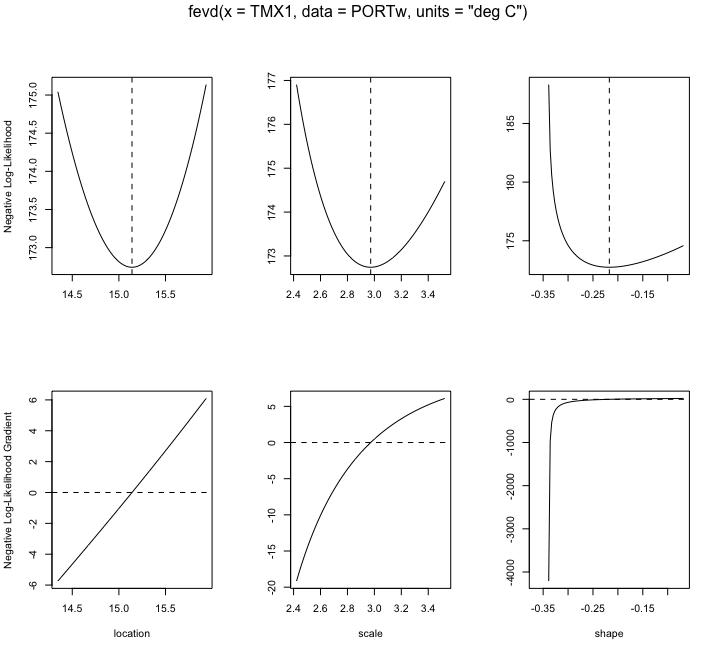 fevd(x = TMX1, data = PORTw, units = "deg C")
Negative Log-Likelihood
173.0 173.5 174.0 174.5 175.0
14.5 15.0 15.5
173 174 175 176 177
2.4 2.6 2.8 3.0 3.2 3.4
175 180 185
-0.35 -0.25 -0.15
Negative Log-Likelihood Gradient
-6 -4 -2 0 2 4 6
14.5 15.0 15.5
location
-20 -15 -10 -5 0 5
2.4 2.6 2.8 3.0 3.2 3.4
scale
-4000 -3000 -2000 -1000 0
-0.35 -0.25 -0.15
shape